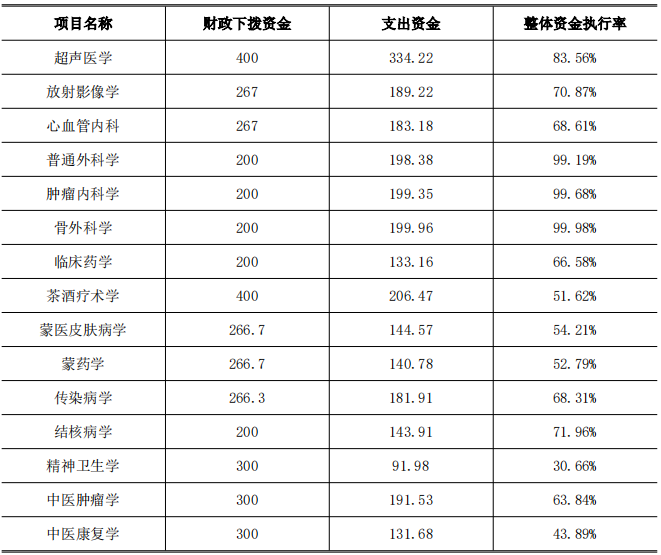 项目名称 财政下拨资金 支出资金 整体资金执行率
超声医学 400 334.22 83.56%
放射影像学 267 189.22 70.87%
心血管内科 267 183.18 68.61%
普通外科学 200 198.38 99.19%
肿瘤内科学 200 199.35 99.68%
骨外科学 200 199.96 99.98%
临床药学 200 133.16 66.58%
茶酒疗术学 400 206.47 51.62%
蒙医皮肤病学 266.7 144.57 54.21%
蒙药学 266.7 140.78 52.79%
传染病学 266.3 181.91 68.31%
结核病学 200 143.91 71.96%
精神卫生学 300 91.98 30.66%
中医肿瘤学 300 191.53 63.84%
中医康复学 300 131.68 43.89%